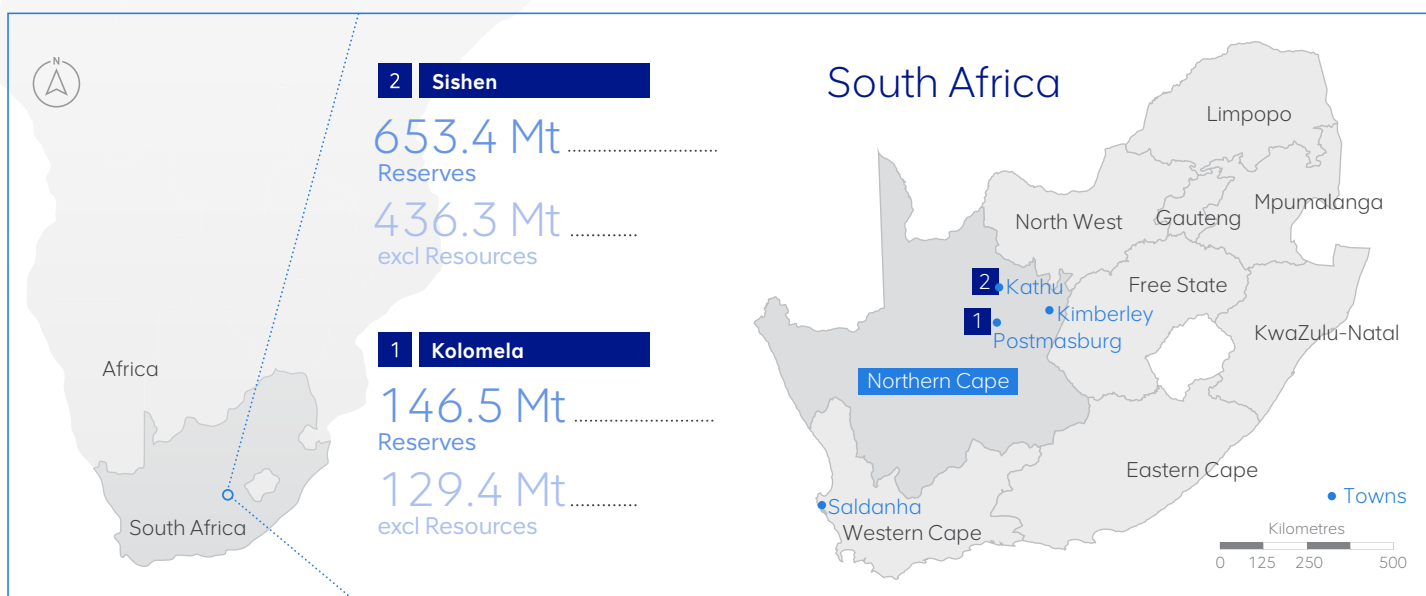 N
Africa
South Africa
2 Sishen
653.4 Mt
Reserves
436.3 Mt
excl Resources
1 Kolomela
146.5 Mt
Reserves
129.4 Mt
excl Resources
South Africa
Limpopo
Mpumalanga
North West
Gauteng
2
Kathu
Free State
1
Kimberley
Postmasburg
KwaZulu-Natal
Northern Cape
Eastern Cape
Saldanha
Western Cape
Towns
Kilometres
0 125 250 500